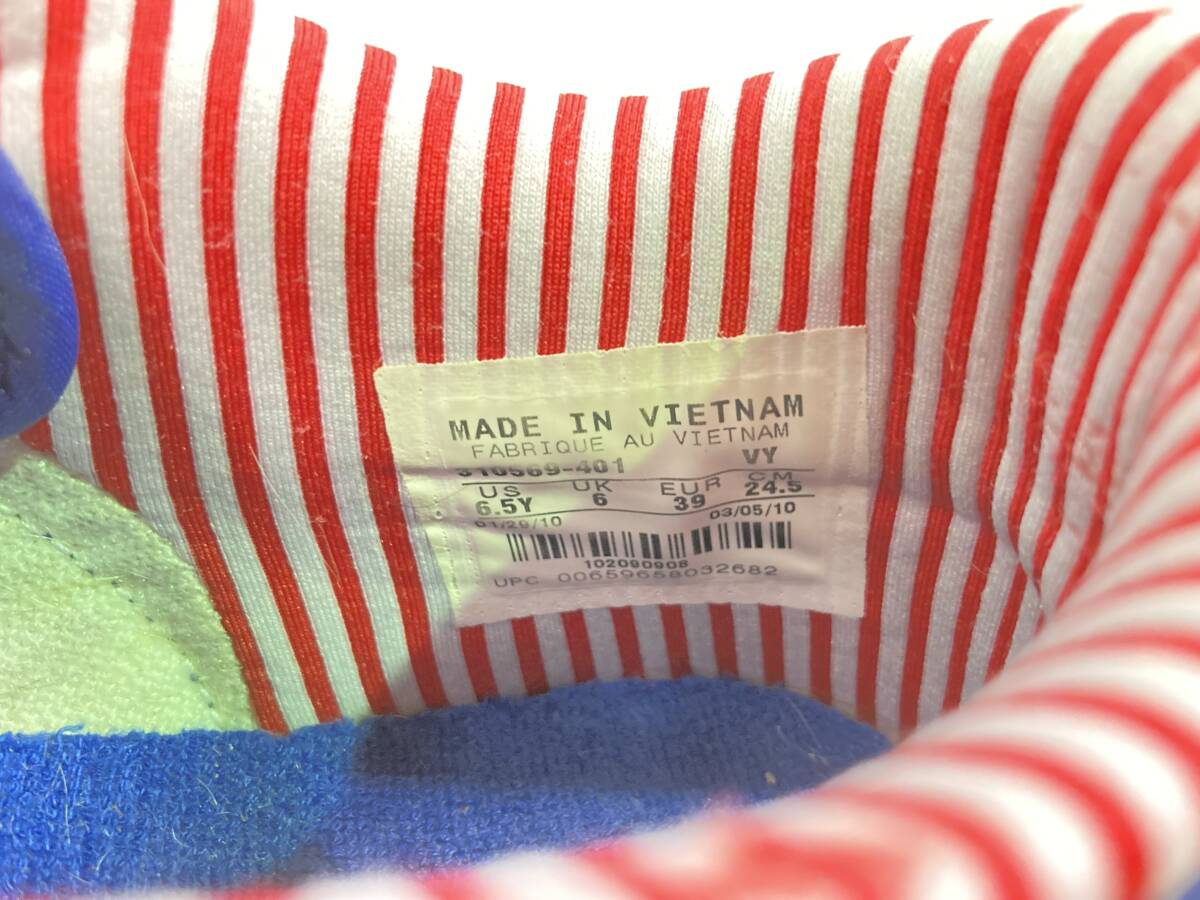 MADE IN VIETNAM
FABRIQUE AU VIETNAM
310569-401 VY
US UK EUR CM
6.5Y 6 39 24.5
01/29/10 03/05/10
102090908
UPC 00659658032682